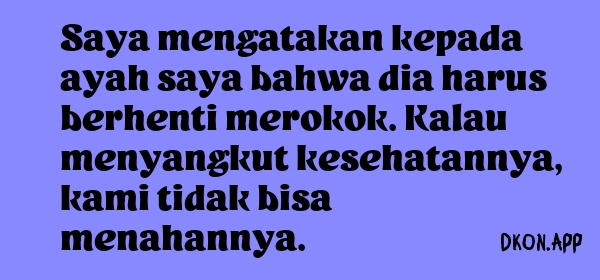 Saya mengatakan kepada
ayah saya bahwa dia harus
berhenti merokok. Kalau
menyangkut kesehatannya,
kami tidak bisa
menahannya.
DKON.APP